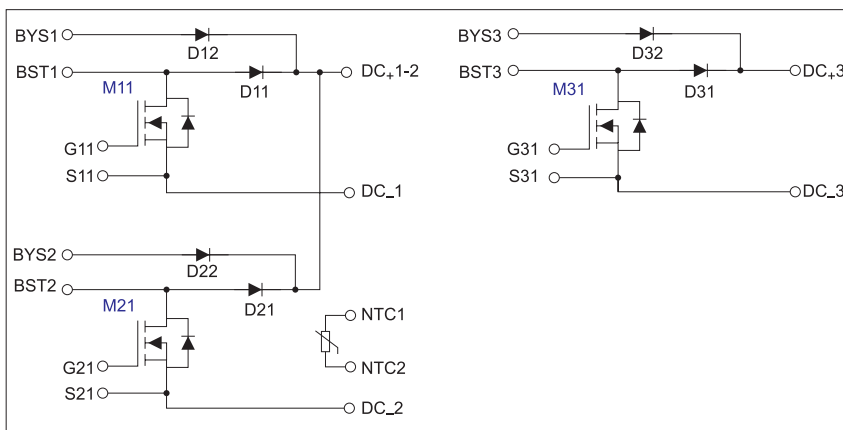 BYS1
D12
BST1
DC+1-2
M11
D11
G11
S11
DC_1
BYS2
D22
BST2
M21
D21
NTC1
G21
NTC2
S21
DC_2
BYS3
D32
BST3
DC+3
M31
D31
G31
S31
DC_3